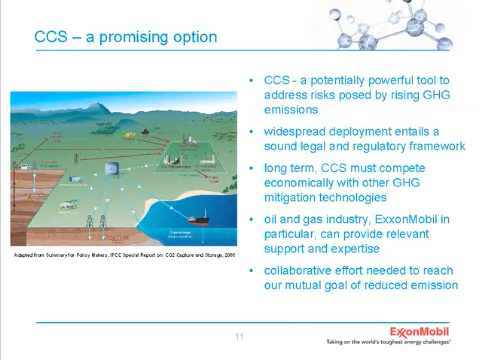 CCS – a promising option
• CCS - a potentially powerful tool to
address risks posed by rising GHG
emissions
• widespread deployment entails a
sound legal and regulatory framework
• long term, CCS must compete
economically with other GHG
mitigation technologies
• oil and gas industry, ExxonMobil in
particular, can provide relevant
support and expertise
• collaborative effort needed to reach
our mutual goal of reduced emission
Adapted from Summary for Policy Makers, IPCC Special Report on CO2 Capture and Storage, 2005
11
ExxonMobil
Taking on the world's toughest energy challenges.